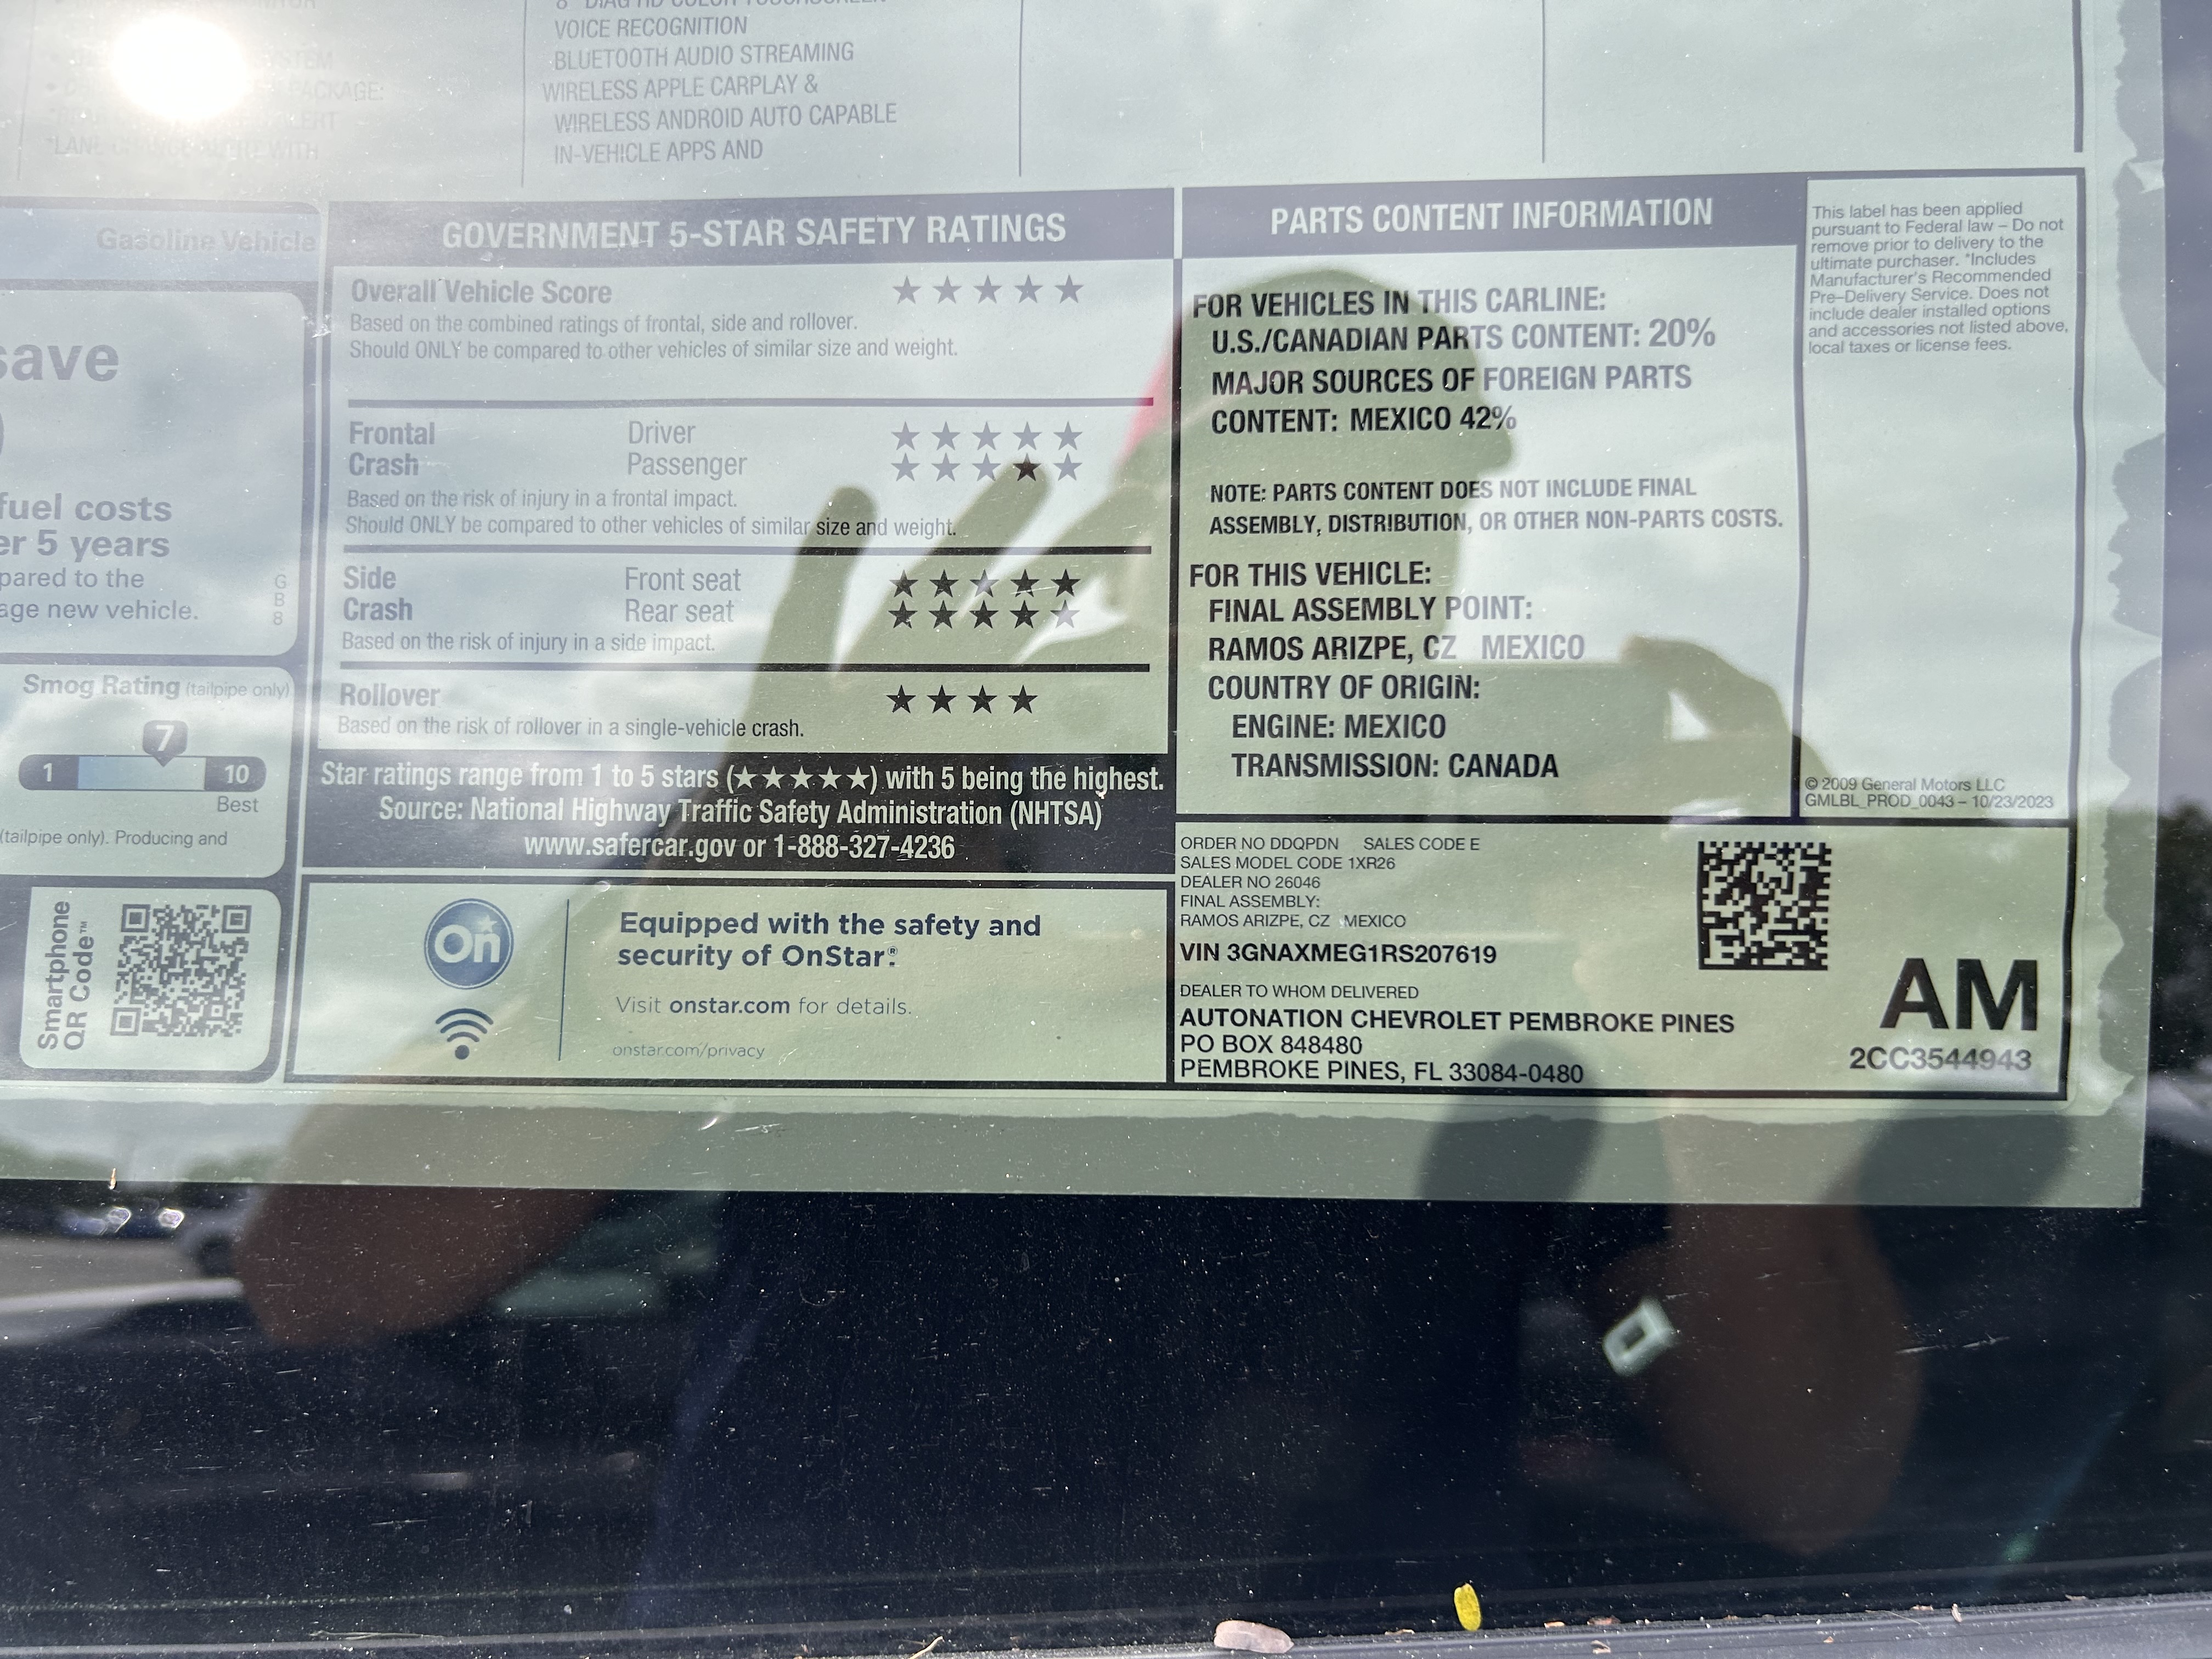 VOICE RECOGNITION
BLUETOOTH AUDIO STREAMING
WIRELESS APPLE CARPLAY &
WIRELESS ANDROID AUTO CAPABLE
IN-VEHICLE APPS AND
PACKAGE:
WITH
Gasoline Vehicle
save
fuel costs
5 years
to the
new vehicle.
G
B
8
Smog Rating (tailpipe only)
7
1 10
Best
(tailpipe only). Producing and
Smartphone
QR Code™
GOVERNMENT 5-STAR SAFETY RATINGS
Overall Vehicle Score ★★★★★
Based on the combined ratings of frontal, side and rollover.
Should ONLY be compared to other vehicles of similar size and weight.
Frontal Driver ★★★★★
Crash Passenger ★★★★★
Based on the risk of injury in a frontal impact.
Should ONLY be compared to other vehicles of similar size and weight.
Side Front seat ★★★★★
Crash Rear seat ★★★★★
Based on the risk of injury in a side impact.
Rollover ★★★★
Based on the risk of rollover in a single-vehicle crash.
Star ratings range from 1 to 5 stars (★★★★★) with 5 being the highest.
Source: National Highway Traffic Safety Administration (NHTSA)
www.safercar.gov or 1-888-327-4236
On
Equipped with the safety and
security of OnStar.®
Visit onstar.com for details.
onstar.com/privacy
PARTS CONTENT INFORMATION
FOR VEHICLES IN THIS CARLINE:
U.S./CANADIAN PARTS CONTENT: 20%
MAJOR SOURCES OF FOREIGN PARTS
CONTENT: MEXICO 42%
NOTE: PARTS CONTENT DOES NOT INCLUDE FINAL
ASSEMBLY, DISTRIBUTION, OR OTHER NON-PARTS COSTS.
FOR THIS VEHICLE:
FINAL ASSEMBLY POINT:
RAMOS ARIZPE, CZ MEXICO
COUNTRY OF ORIGIN:
ENGINE: MEXICO
TRANSMISSION: CANADA
This label has been applied
pursuant to Federal law – Do not
remove prior to delivery to the
ultimate purchaser. *Includes
Manufacturer's Recommended
Pre-Delivery Service. Does not
include dealer installed options
and accessories not listed above,
local taxes or license fees.
© 2009 General Motors LLC
GMLBL_PROD_0043 – 10/23/2023
ORDER NO DDQPDN SALES CODE E
SALES MODEL CODE 1XR26
DEALER NO 26046
FINAL ASSEMBLY:
RAMOS ARIZPE, CZ MEXICO
VIN 3GNAXMEG1RS207619
DEALER TO WHOM DELIVERED
AUTONATION CHEVROLET PEMBROKE PINES
PO BOX 848480
PEMBROKE PINES, FL 33084-0480
AM
2CC3544943